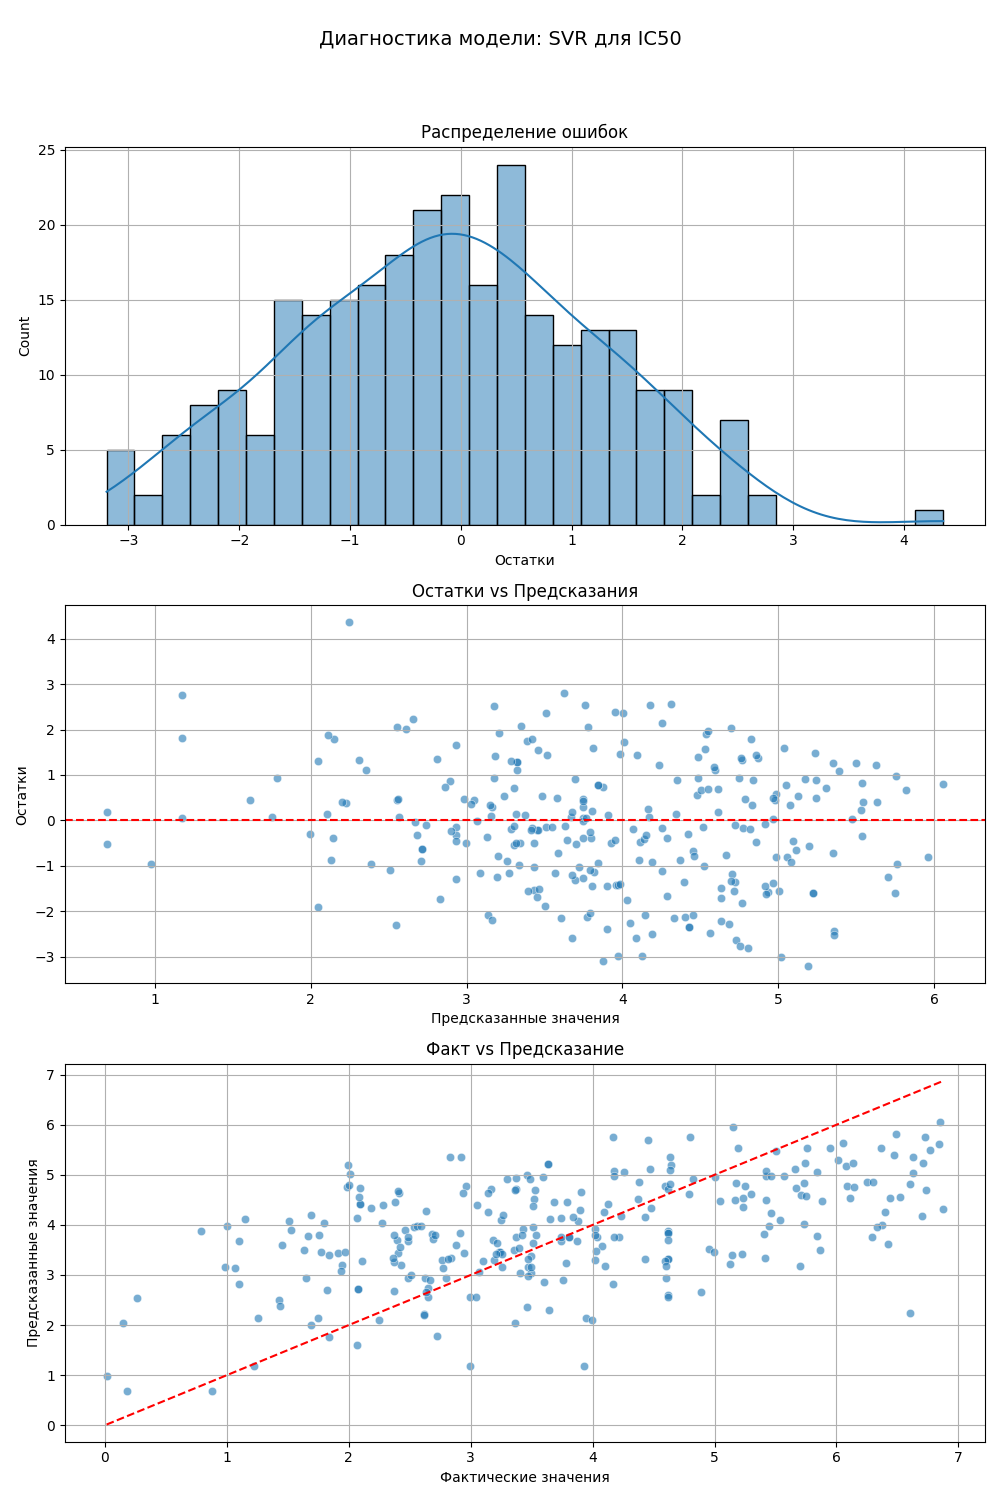 Диагностика модели: SVR для IC50
Распределение ошибок
25
20
15
10
5
0
Count
−3 −2 −1 0 1 2 3 4
Остатки
Остатки vs Предсказания
4
3
2
1
0
−1
−2
−3
Остатки
1 2 3 4 5 6
Предсказанные значения
Факт vs Предсказание
7
6
5
4
3
2
1
0
Предсказанные значения
0 1 2 3 4 5 6 7
Фактические значения